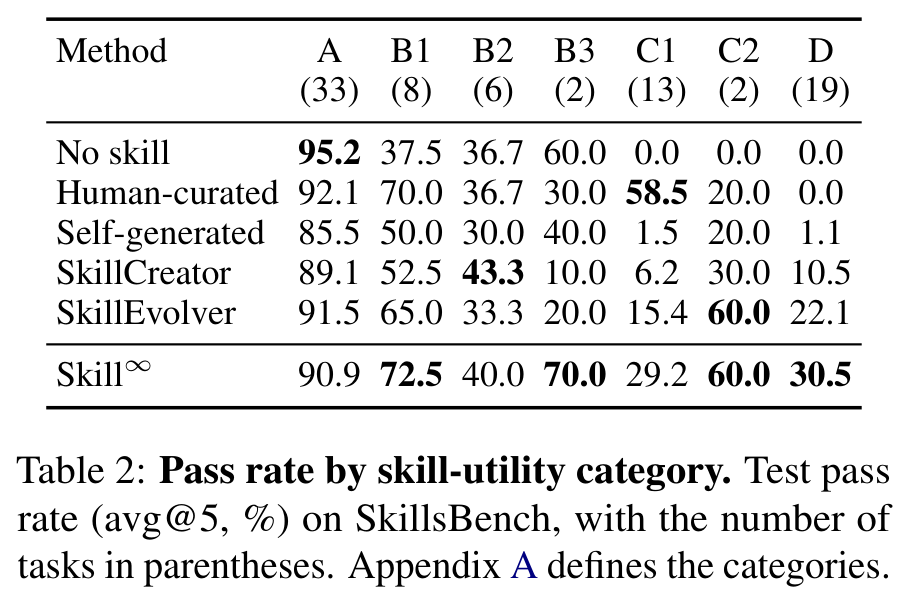 Method A B1 B2 B3 C1 C2 D
(33) (8) (6) (2) (13) (2) (19)
No skill 95.2 37.5 36.7 60.0 0.0 0.0 0.0
Human-curated 92.1 70.0 36.7 30.0 58.5 20.0 0.0
Self-generated 85.5 50.0 30.0 40.0 1.5 20.0 1.1
SkillCreator 89.1 52.5 43.3 10.0 6.2 30.0 10.5
SkillEvolver 91.5 65.0 33.3 20.0 15.4 60.0 22.1
Skill∞ 90.9 72.5 40.0 70.0 29.2 60.0 30.5
Table 2: Pass rate by skill-utility category. Test pass
rate (avg@5, %) on SkillsBench, with the number of
tasks in parentheses. Appendix A defines the categories.